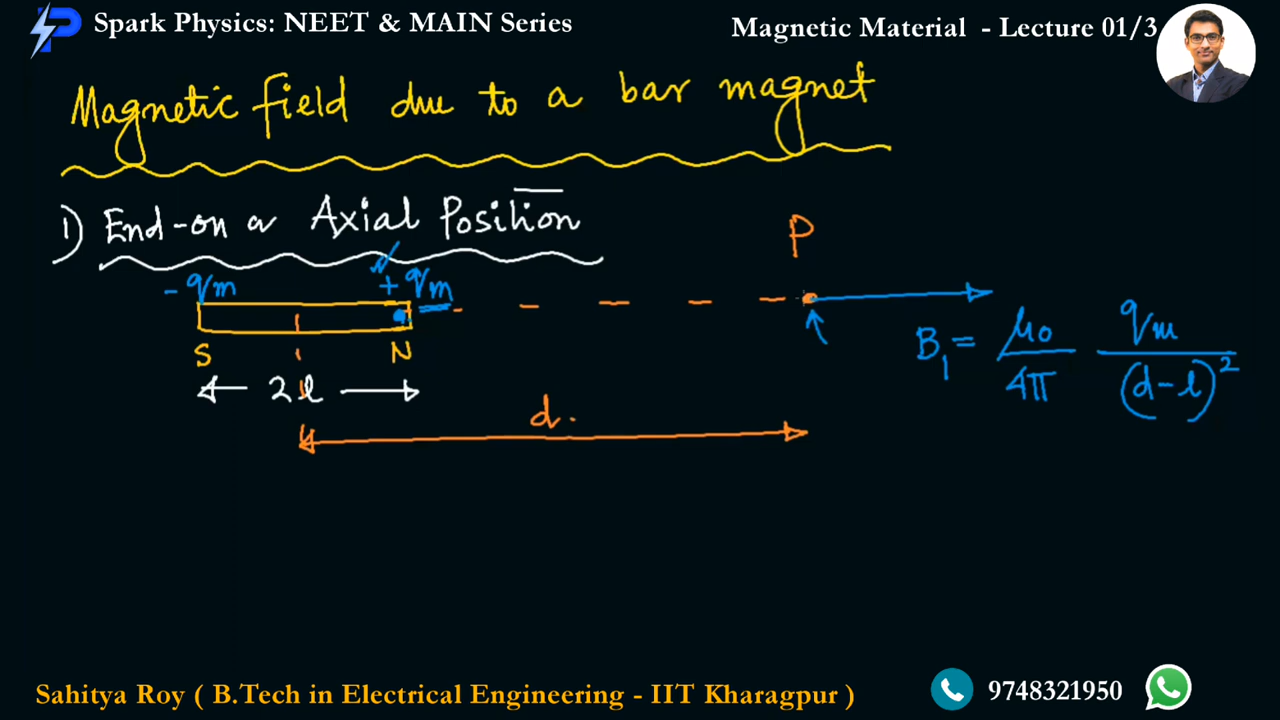 Spark Physics: NEET & MAIN Series
Magnetic Material - Lecture 01/3
Magnetic field due to a bar magnet
1) End-on or Axial Position
P
- qm
+ qm
S
N
2l
d.
B₁ = μ₀/4π qm/(d-l)²
Sahitya Roy ( B.Tech in Electrical Engineering - IIT Kharagpur )
9748321950